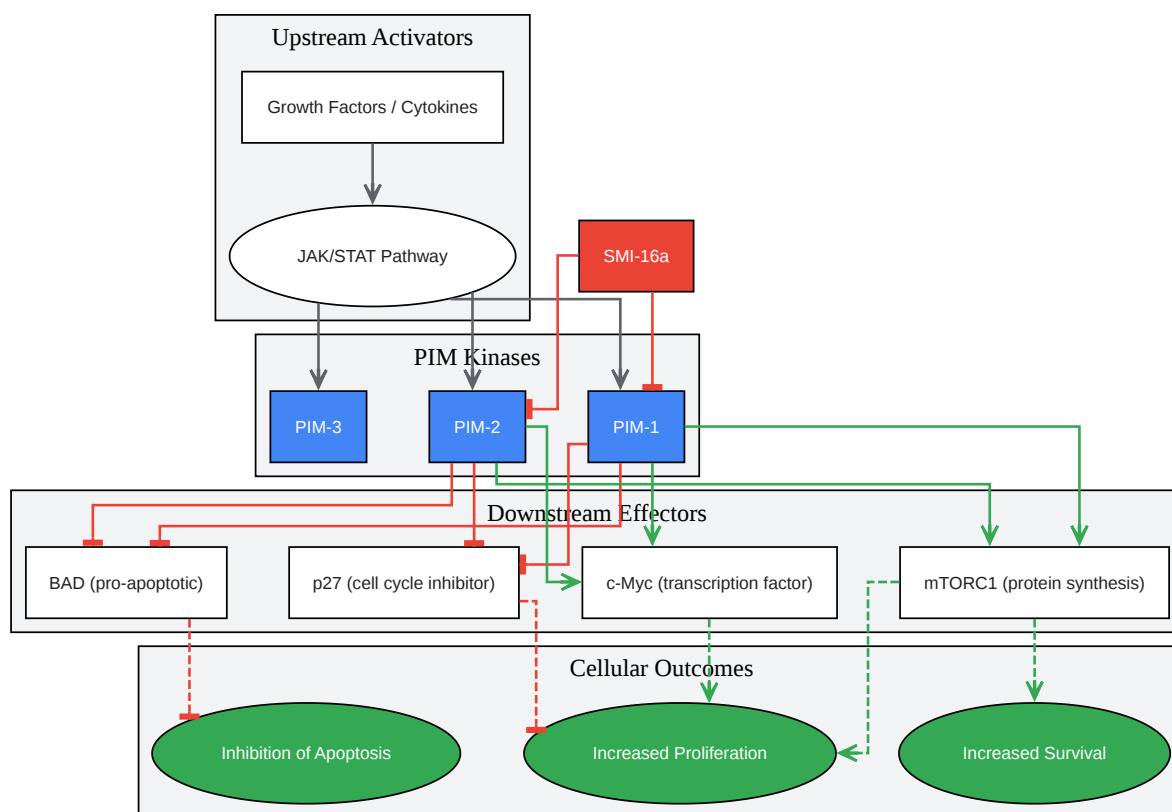 Upstream Activators
Growth Factors / Cytokines
JAK/STAT Pathway
SMI-16a
PIM Kinases
PIM-3
PIM-2
PIM-1
Downstream Effectors
BAD (pro-apoptotic)
p27 (cell cycle inhibitor)
c-Myc (transcription factor)
mTORC1 (protein synthesis)
Cellular Outcomes
Inhibition of Apoptosis
Increased Proliferation
Increased Survival